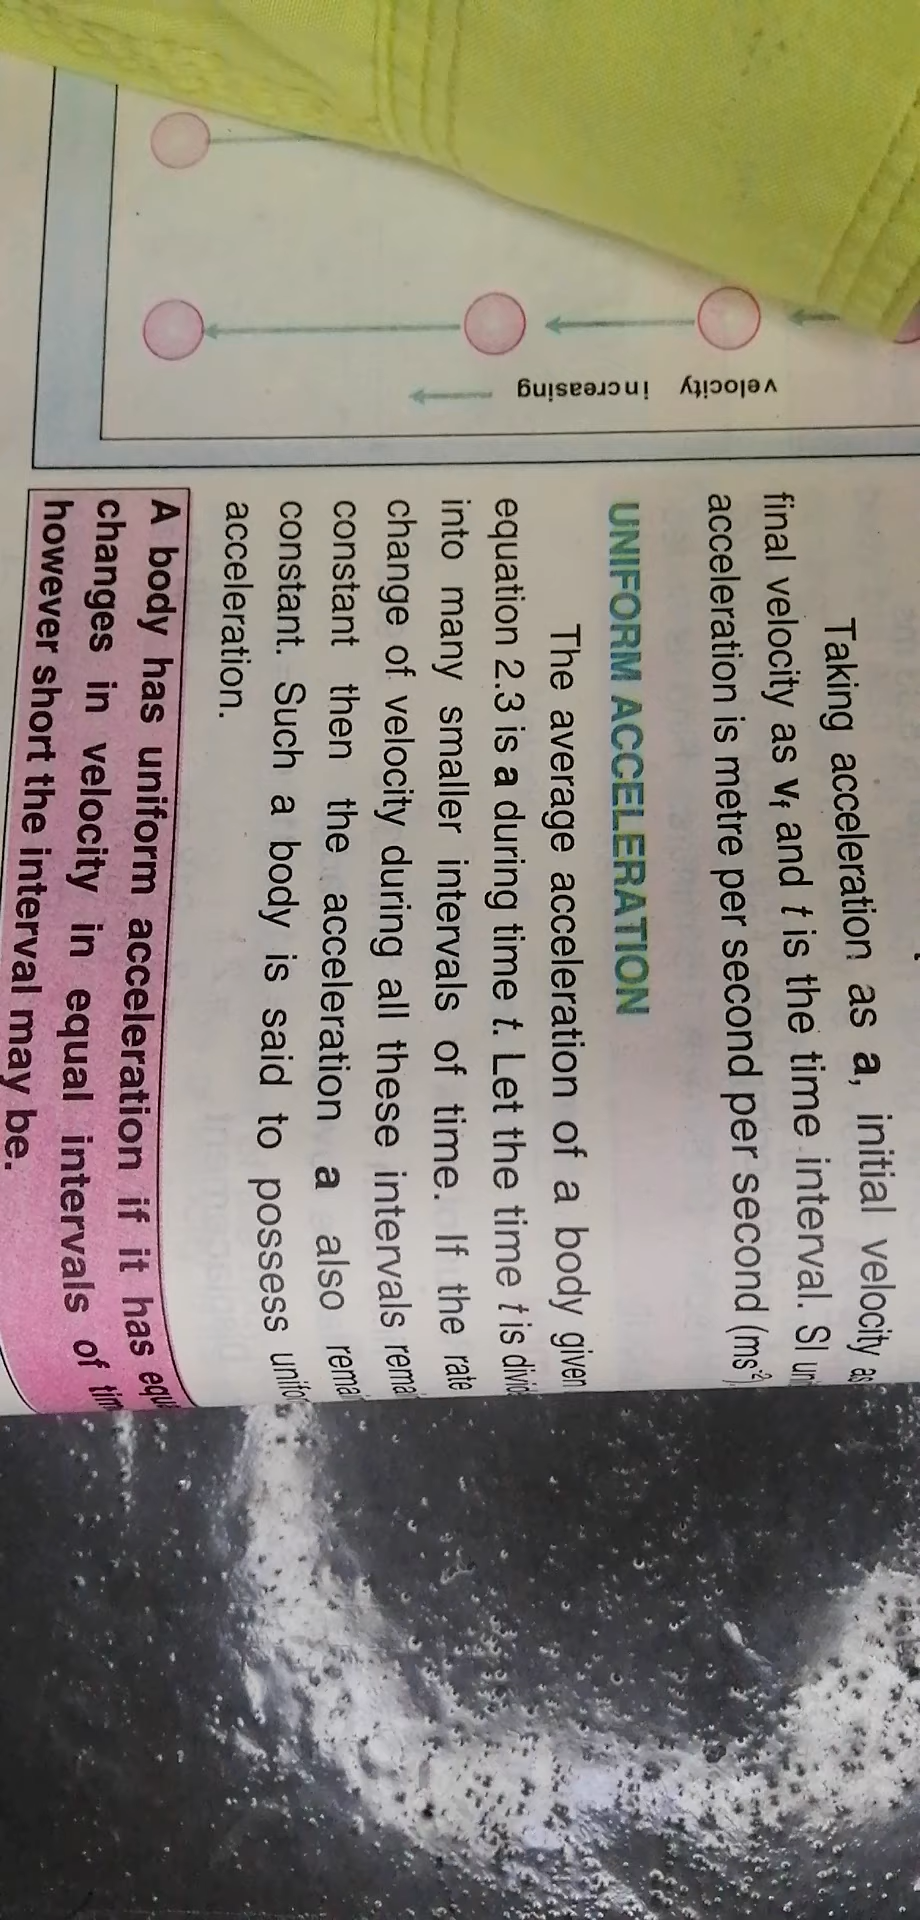 Taking acceleration as a, initial velocity as
final velocity as vf and t is the time interval. SI
acceleration is metre per second per second (ms⁻²)
UNIFORM ACCELERATION
The average acceleration of a body given
equation 2.3 is a during time t. Let the time t is
into many smaller intervals of time. If the rate
change of velocity during all these intervals
constant then the acceleration a also
constant. Such a body is said to possess
acceleration.
A body has uniform acceleration if it has
changes in velocity in equal intervals of
however short the interval may be.
velocity increasing